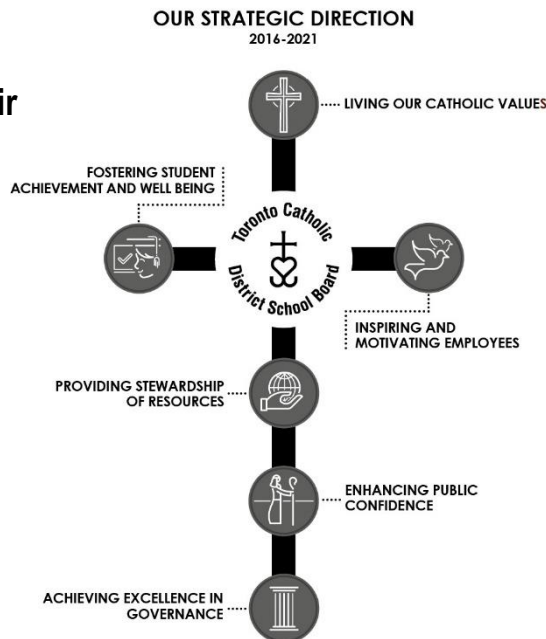 OUR STRATEGIC DIRECTION
2016-2021
ir
LIVING OUR CATHOLIC VALUES
FOSTERING STUDENT
ACHIEVEMENT AND WELL BEING
Toronto Catholic
District School Board
INSPIRING AND
MOTIVATING EMPLOYEES
PROVIDING STEWARDSHIP
OF RESOURCES
ENHANCING PUBLIC
CONFIDENCE
ACHIEVING EXCELLENCE IN
GOVERNANCE